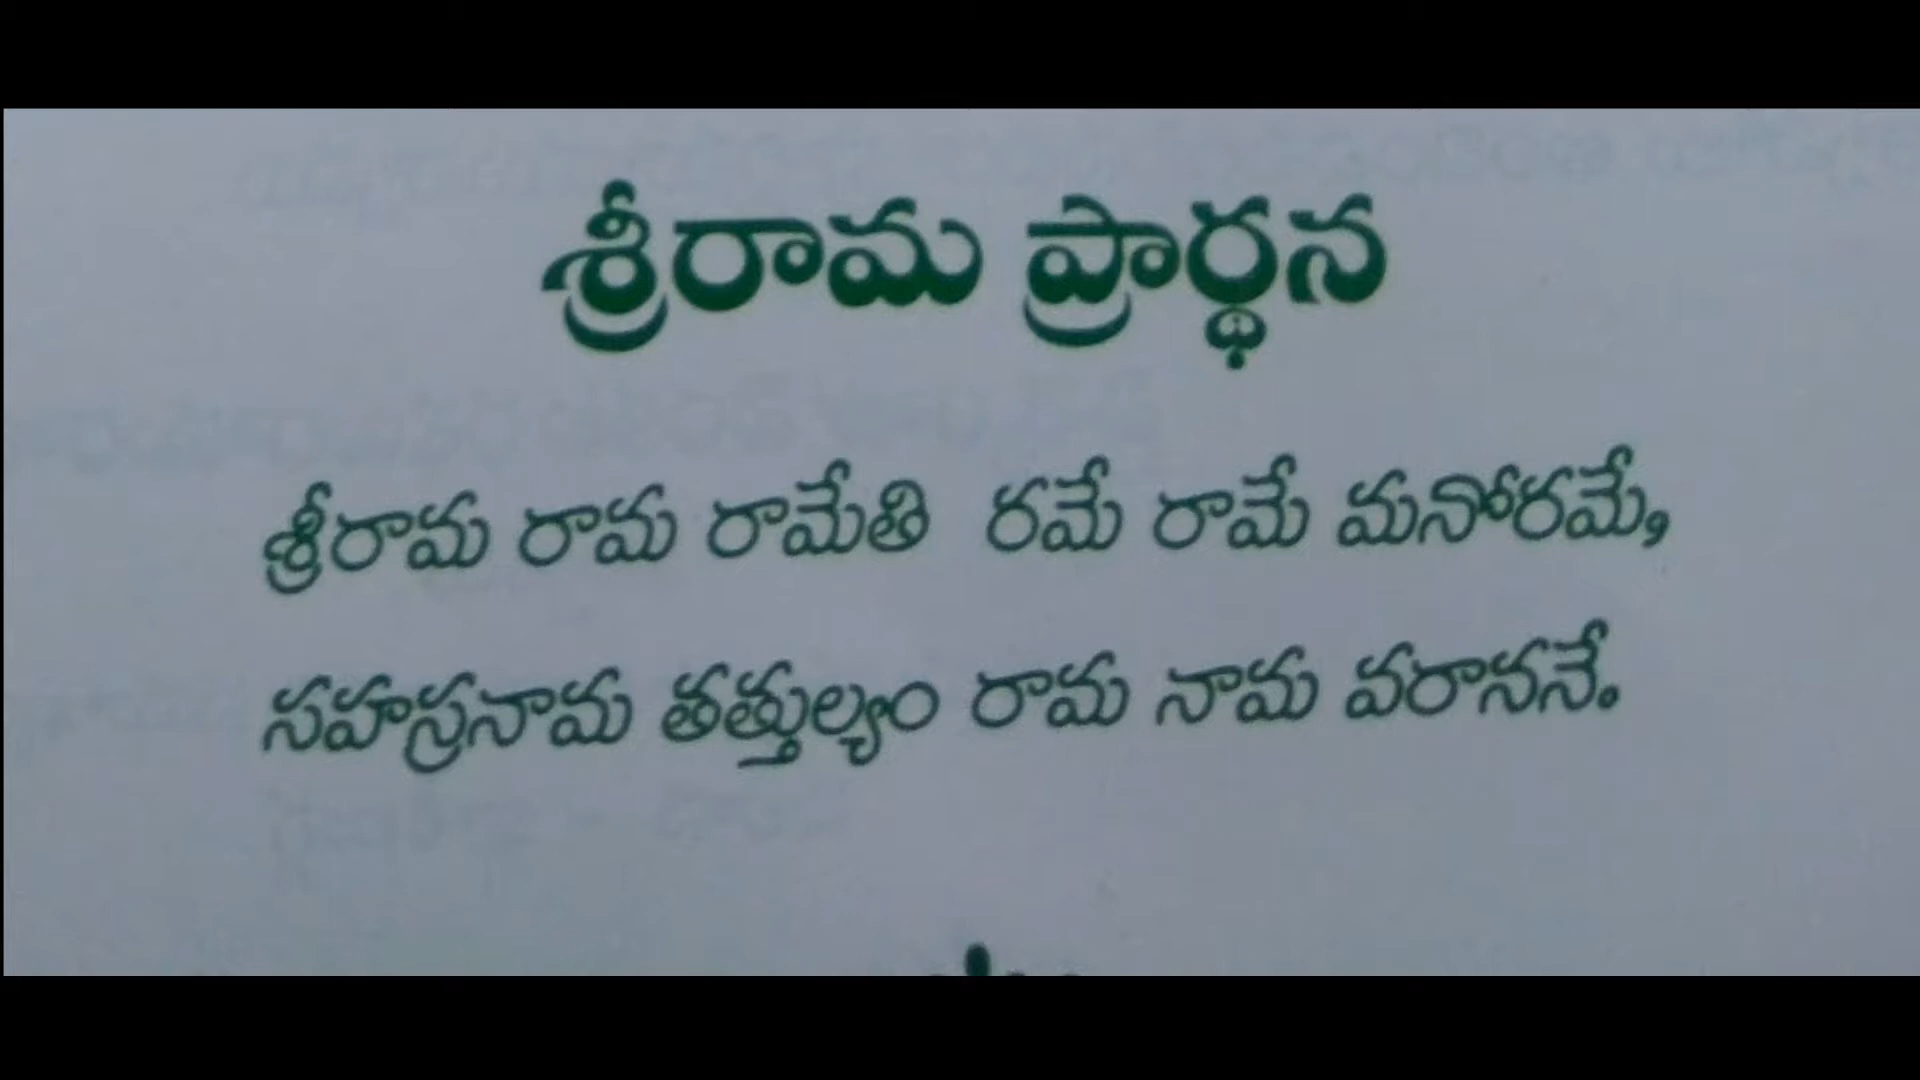 శ్రీరామ ప్రార్థన
శ్రీరామ రామ రామేతి రమే రామే మనోరమే,
సహస్రనామ తత్తుల్యం రామ నామ వరాననే.